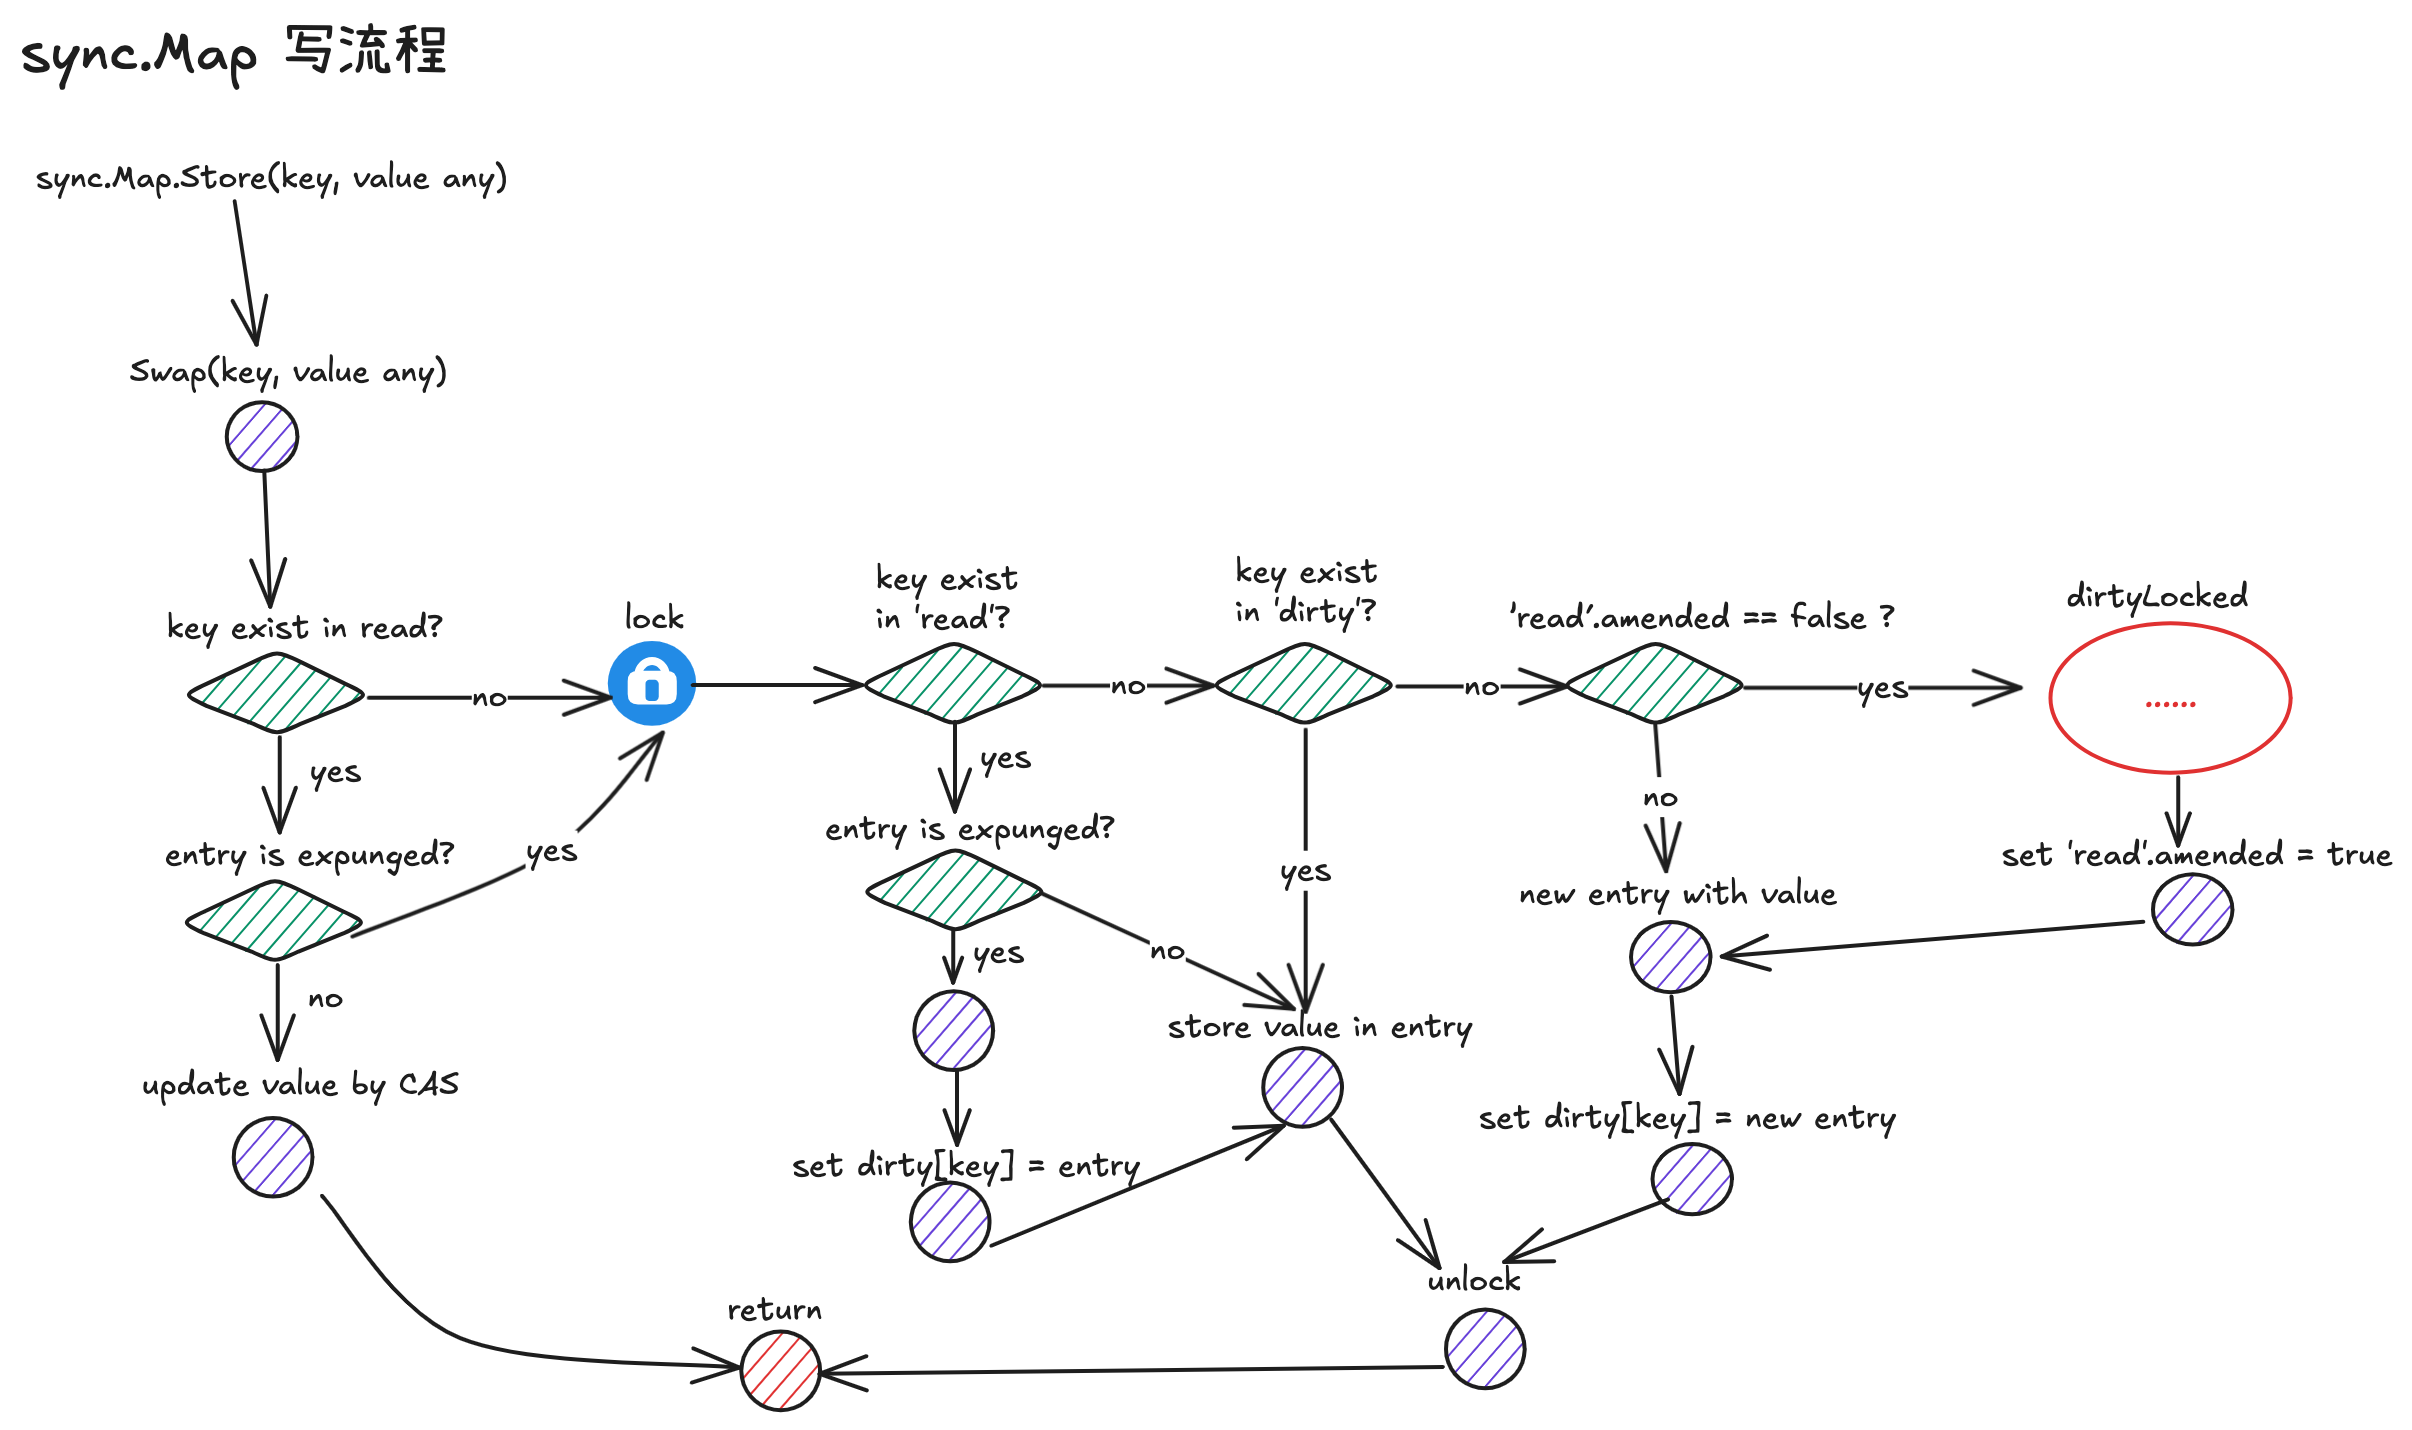 sync.Map 写流程
sync.Map.Store(key, value any)
Swap(key, value any)
key exist in read?
no
yes
entry is expunged?
yes
no
update value by CAS
lock
key exist
in 'read'?
no
yes
entry is expunged?
no
yes
set dirty[key] = entry
key exist
in 'dirty'?
no
yes
store value in entry
'read'.amended == false ?
yes
no
new entry with value
set dirty[key] = new entry
dirtyLocked
......
set 'read'.amended = true
unlock
return